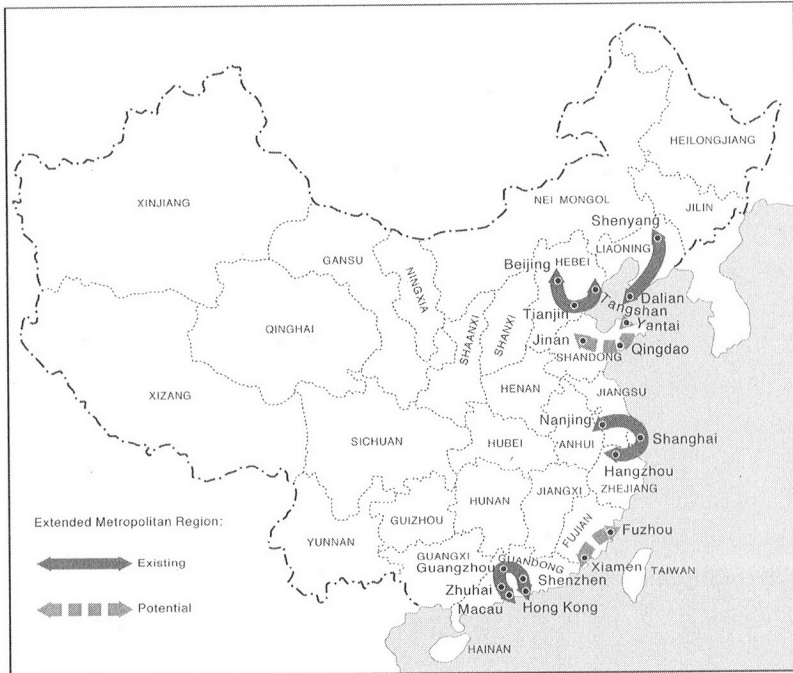 HEILONGJIANG
XINJIANG
NEI MONGOL
JILIN
Shenyang
GANSU
LIAONING
Beijing
HEBEI
NINGXIA
Dalian
Tangshan
Tianjin
Yantai
QINGHAI
SHAANXI
SHANXI
Jinan
Qingdao
SHANDONG
XIZANG
HENAN
JIANGSU
Nanjing
SICHUAN
HUBEI
ANHUI
Shanghai
Hangzhou
ZHEJIANG
HUNAN
JIANGXI
Extended Metropolitan Region:
GUIZHOU
FUJIAN
Fuzhou
YUNNAN
Existing
GUANGXI
GUANDONG
Guangzhou
Xiamen
TAIWAN
Shenzhen
Zhuhai
Potential
Macau
Hong Kong
HAINAN